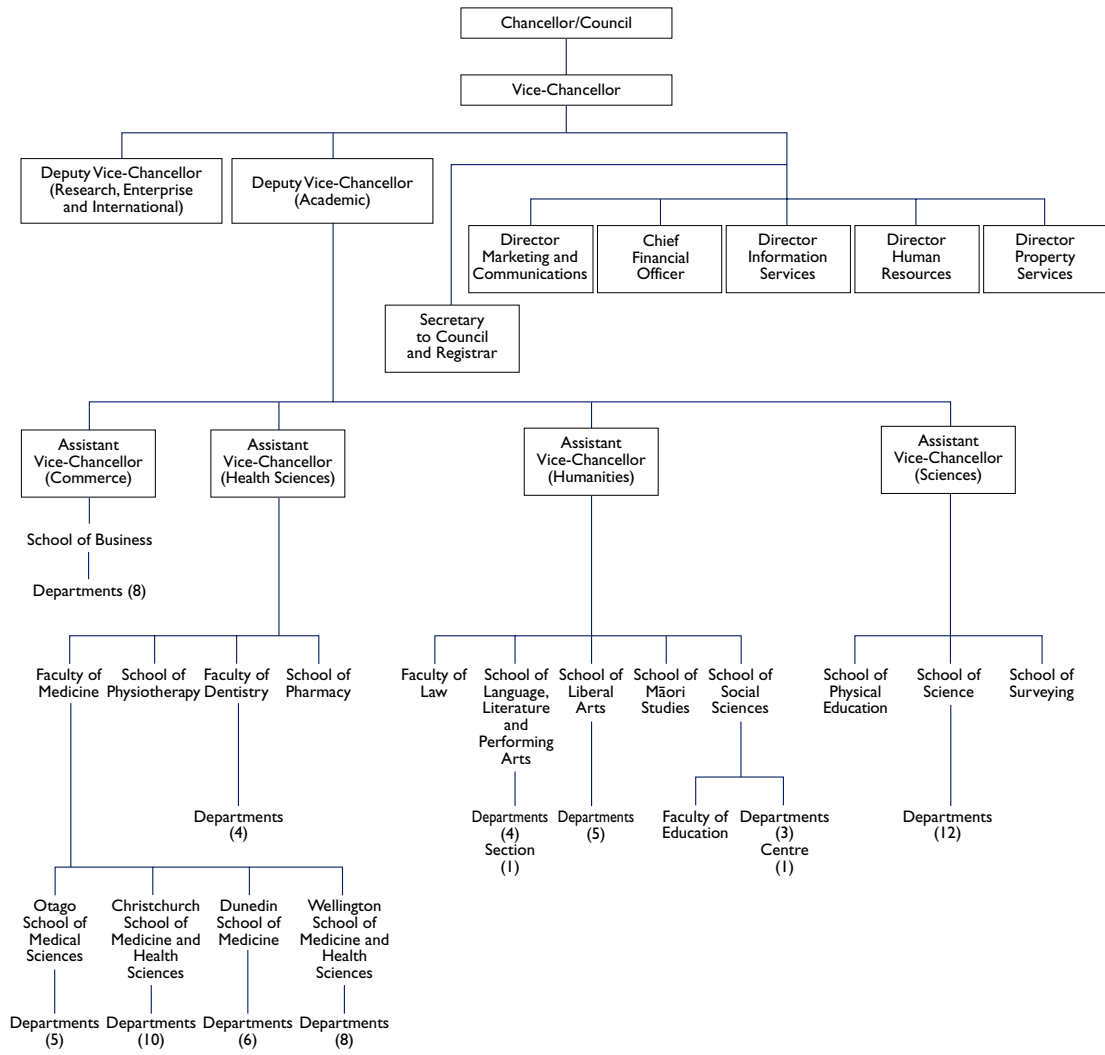 Chancellor/Council
Vice-Chancellor
Deputy Vice-Chancellor
(Research, Enterprise
and International)
Deputy Vice-Chancellor
(Academic)
Director
Marketing and
Communications
Chief
Financial
Officer
Director
Information
Services
Director
Human
Resources
Director
Property
Services
Secretary
to Council
and Registrar
Assistant
Vice-Chancellor
(Commerce)
Assistant
Vice-Chancellor
(Health Sciences)
Assistant
Vice-Chancellor
(Humanities)
Assistant
Vice-Chancellor
(Sciences)
School of Business
Departments (8)
Faculty of
Medicine
School of
Physiotherapy
Faculty of
Dentistry
School of
Pharmacy
Faculty of
Law
School of
Language,
Literature
and
Performing
Arts
School of
Liberal
Arts
School of
Māori
Studies
School of
Social
Sciences
School of
Physical
Education
School of
Science
School of
Surveying
Departments
(4)
Departments
(4)
Section
(1)
Departments
(5)
Faculty of
Education
Departments
(3)
Centre
(1)
Departments
(12)
Otago
School of
Medical
Sciences
Christchurch
School of
Medicine and
Health
Sciences
Dunedin
School of
Medicine
Wellington
School of
Medicine and
Health
Sciences
Departments
(5)
Departments
(10)
Departments
(6)
Departments
(8)